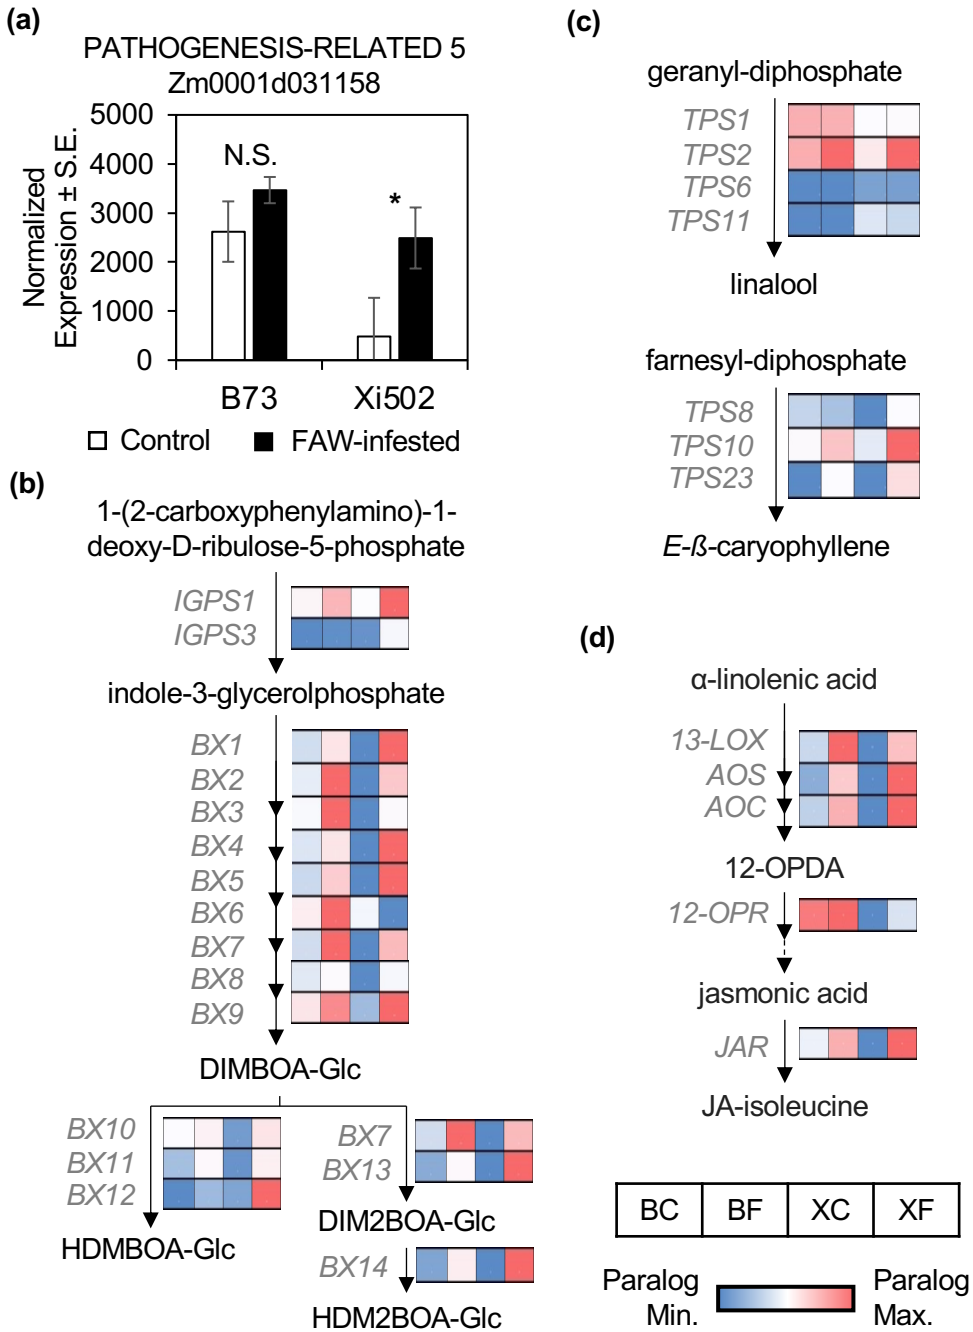 (a)
PATHOGENESIS-RELATED 5
Zm0001d031158
Normalized
Expression ± S.E.
5000
4000
3000
2000
1000
0
N.S.
*
B73
Xi502
Control
FAW-infested
(b)
1-(2-carboxyphenylamino)-1-
deoxy-D-ribulose-5-phosphate
IGPS1
IGPS3
indole-3-glycerolphosphate
BX1
BX2
BX3
BX4
BX5
BX6
BX7
BX8
BX9
DIMBOA-Glc
BX10
BX11
BX12
HDMBOA-Glc
BX7
BX13
DIM2BOA-Glc
BX14
HDM2BOA-Glc
(c)
geranyl-diphosphate
TPS1
TPS2
TPS6
TPS11
linalool
farnesyl-diphosphate
TPS8
TPS10
TPS23
E-ß-caryophyllene
(d)
α-linolenic acid
13-LOX
AOS
AOC
12-OPDA
12-OPR
jasmonic acid
JAR
JA-isoleucine
BC BF XC XF
Paralog
Min.
Paralog
Max.